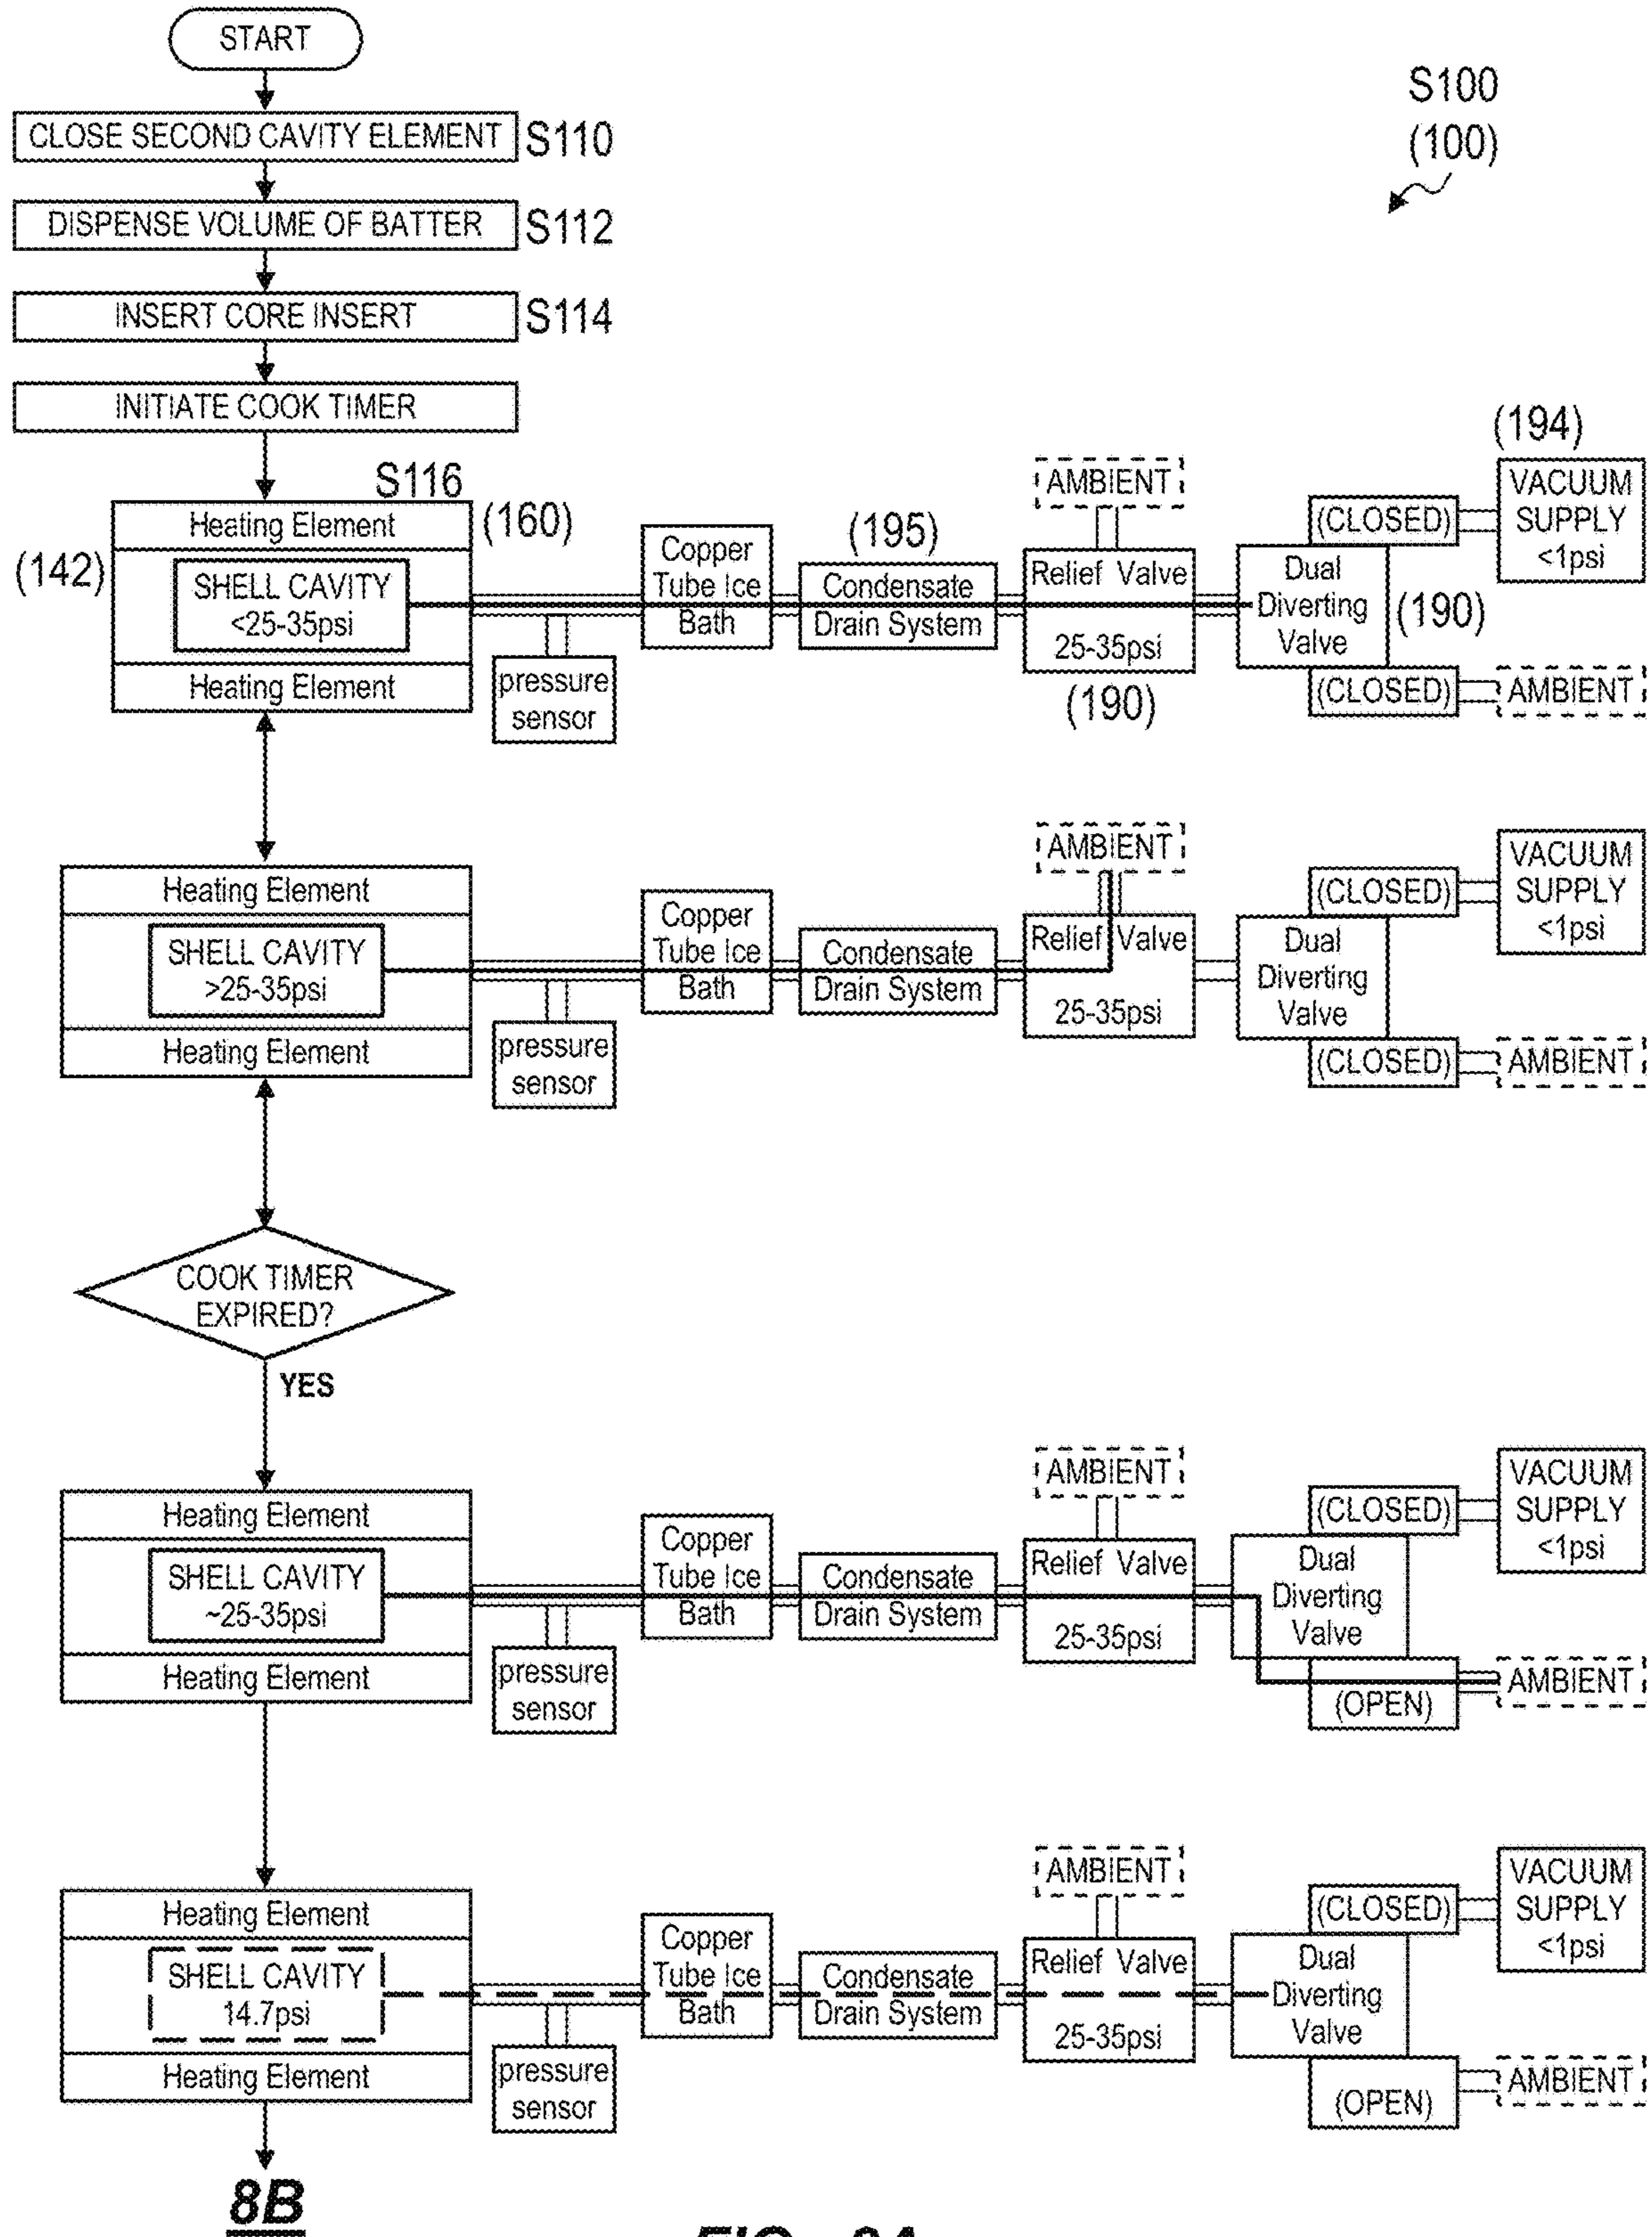 START
CLOSE SECOND CAVITY ELEMENT
S110
DISPENSE VOLUME OF BATTER
S112
INSERT CORE INSERT
S114
INITIATE COOK TIMER
S100
(100)
S116
(142)
(160)
Heating Element
SHELL CAVITY
<25-35psi
Heating Element
pressure
sensor
Copper
Tube Ice
Bath
(195)
Condensate
Drain System
AMBIENT
Relief Valve
25-35psi
(190)
Dual
Diverting
Valve
(190)
(CLOSED)
(CLOSED)
(194)
VACUUM
SUPPLY
<1psi
AMBIENT
Heating Element
SHELL CAVITY
>25-35psi
Heating Element
pressure
sensor
Copper
Tube Ice
Bath
Condensate
Drain System
AMBIENT
Relief Valve
25-35psi
Dual
Diverting
Valve
(CLOSED)
(CLOSED)
VACUUM
SUPPLY
<1psi
AMBIENT
COOK TIMER
EXPIRED?
YES
Heating Element
SHELL CAVITY
~25-35psi
Heating Element
pressure
sensor
Copper
Tube Ice
Bath
Condensate
Drain System
AMBIENT
Relief Valve
25-35psi
Dual
Diverting
Valve
(CLOSED)
(OPEN)
VACUUM
SUPPLY
<1psi
AMBIENT
Heating Element
SHELL CAVITY
14.7psi
Heating Element
pressure
sensor
Copper
Tube Ice
Bath
Condensate
Drain System
AMBIENT
Relief Valve
25-35psi
Dual
Diverting
Valve
(CLOSED)
(OPEN)
VACUUM
SUPPLY
<1psi
AMBIENT
8B